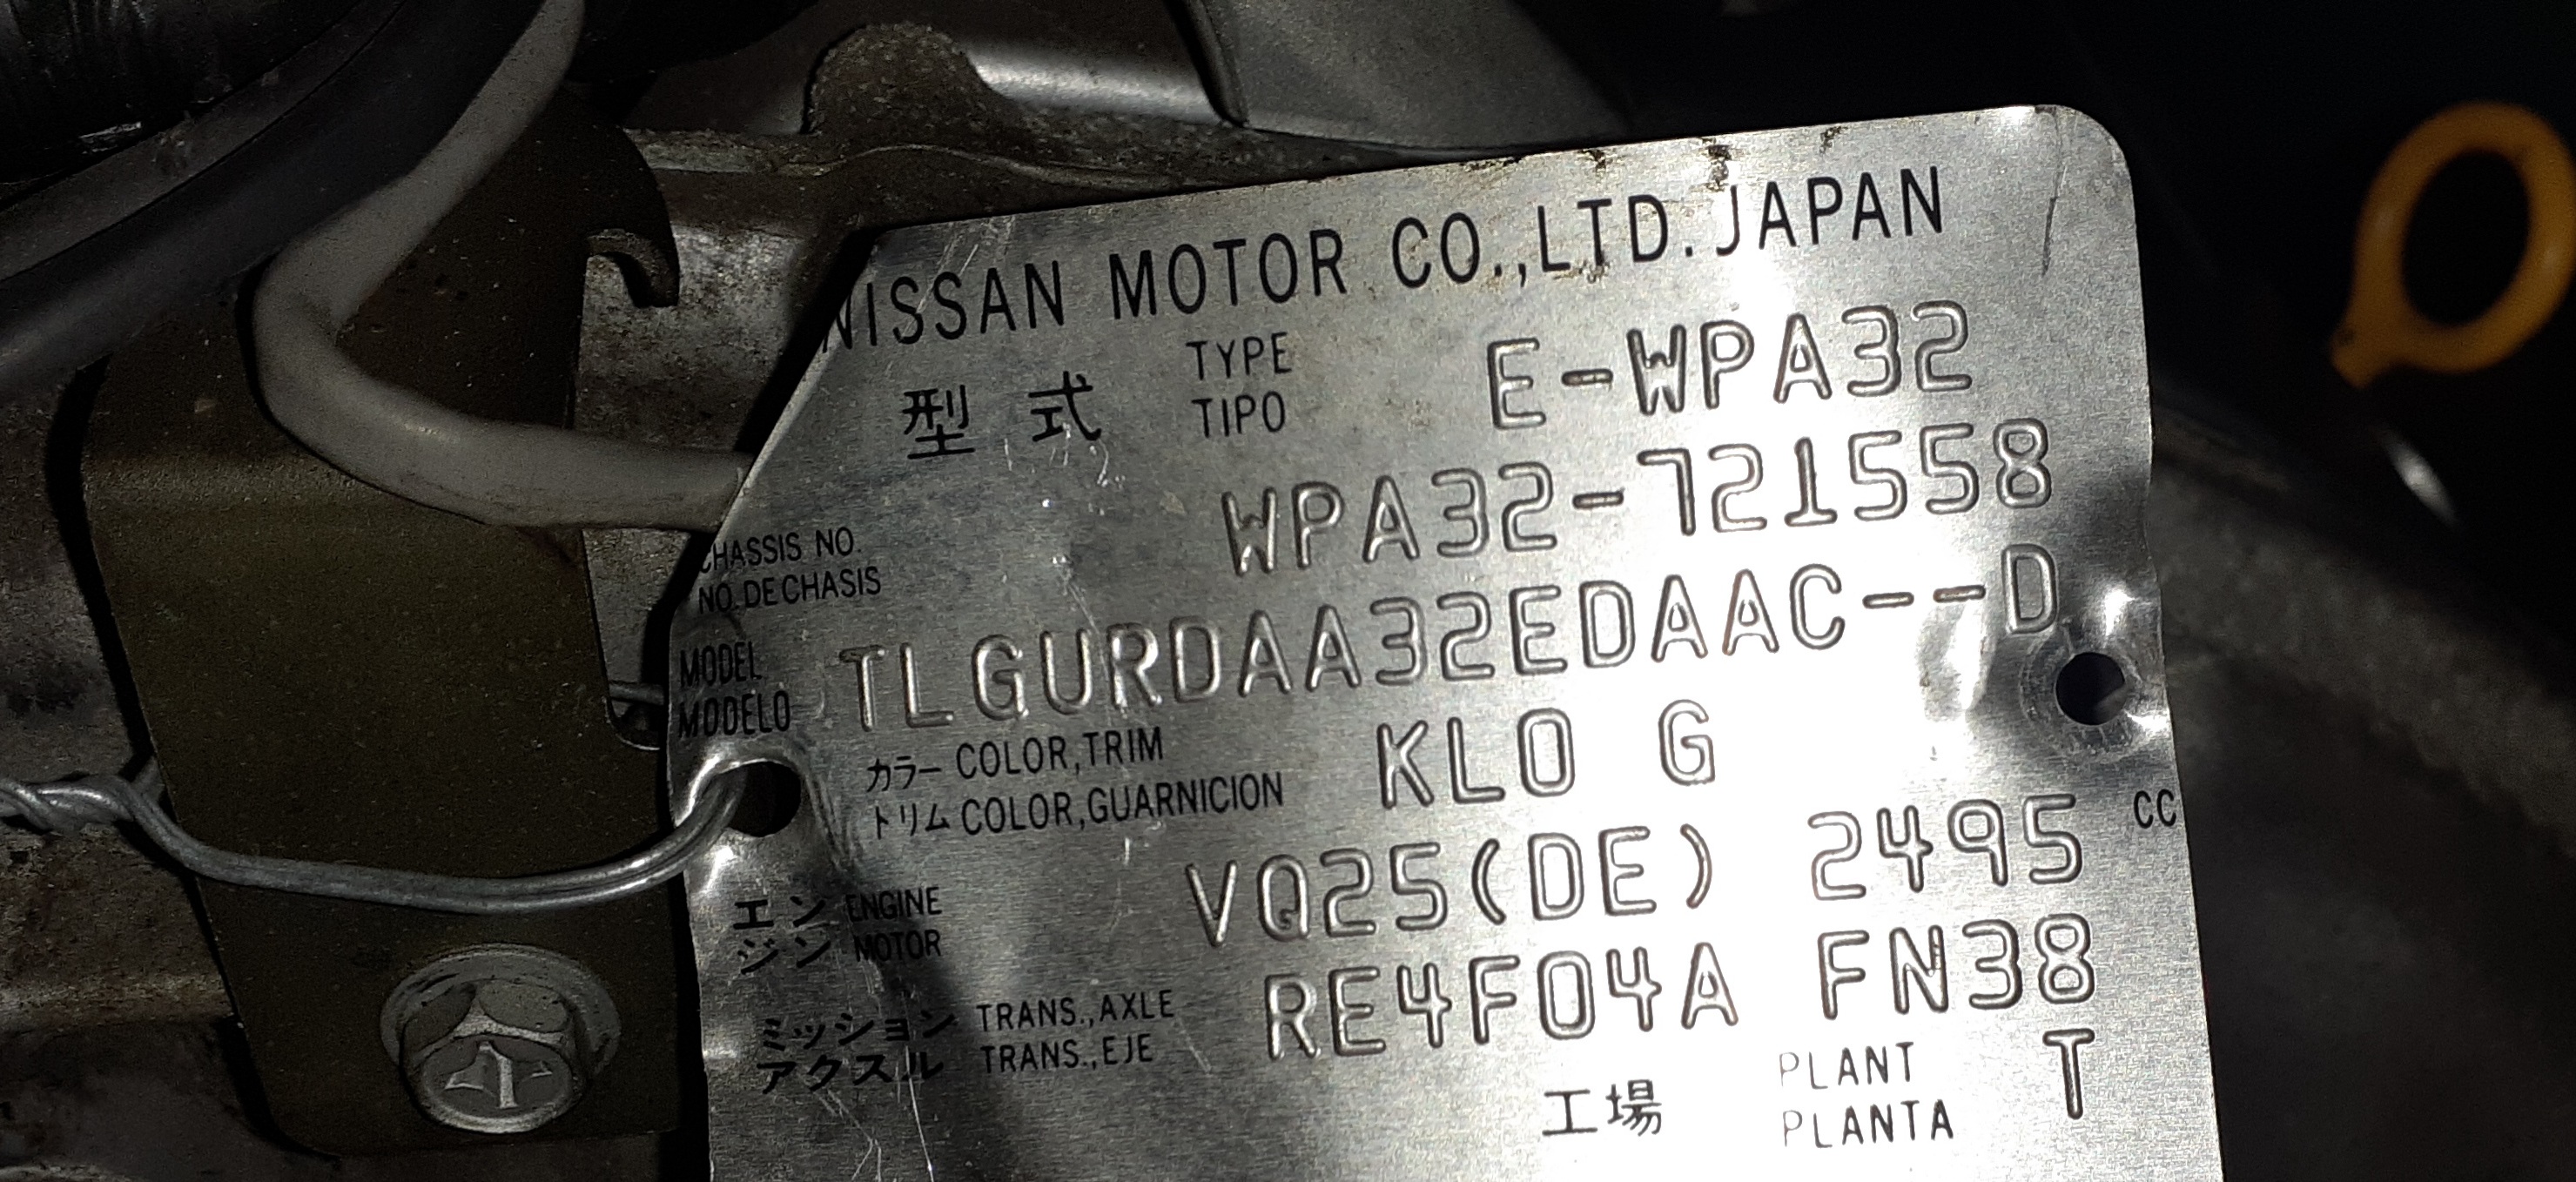 NISSAN MOTOR CO.,LTD.JAPAN
型式 TYPE E-WPA32
TIPO
CHASSIS NO. WPA32-721558
NO.DECHASIS
MODEL TLGURDAA32EDAAC--D
MODELO
カラー COLOR,TRIM KL0 G
トリム COLOR,GUARNICION
エン ENGINE VQ25(DE) 2495 CC
ジン MOTOR
ミッション TRANS.,AXLE RE4F04A FN38
アクスル TRANS.,EJE
工場 PLANT T
PLANTA